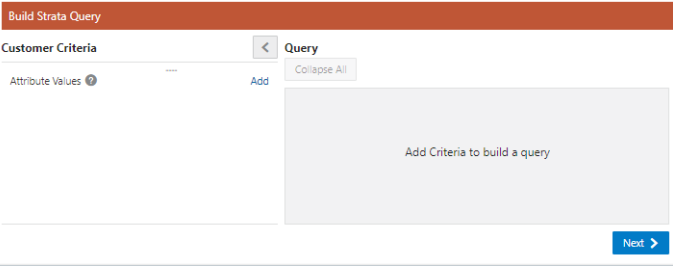 Build Strata Query
Customer Criteria
Attribute Values ?
Add
Query
Collapse All
Add Criteria to build a query
Next